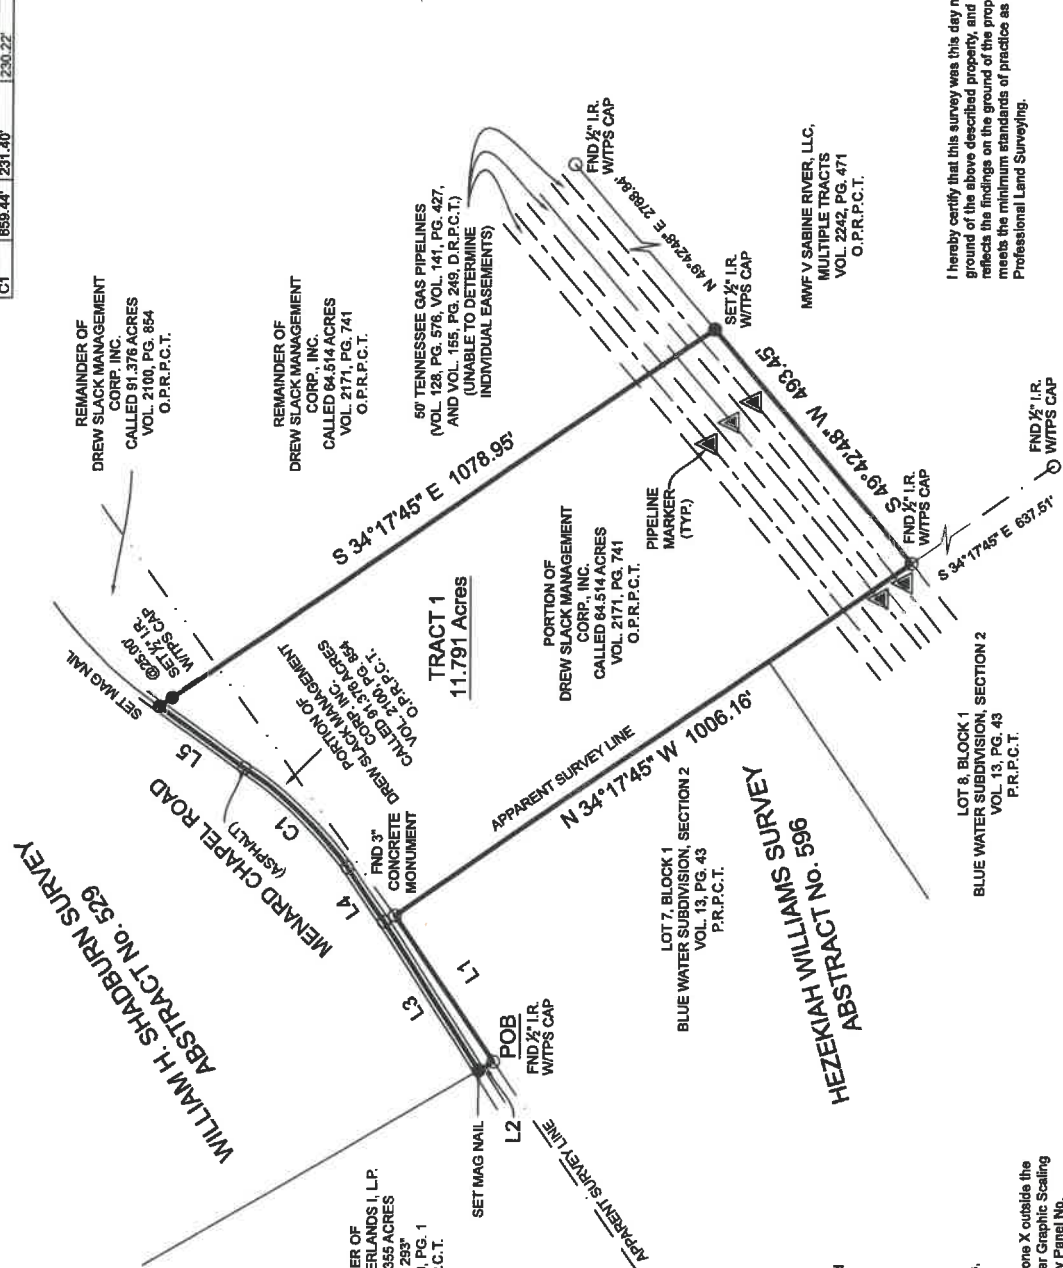 C1 659.44' 231.40' 230.22'
REMAINDER OF
DREW SLACK MANAGEMENT
CORP. INC.
CALLED 91.376 ACRES
VOL. 2100, PG. 854
O.P.R.P.C.T.
REMAINDER OF
DREW SLACK MANAGEMENT
CORP., INC.
CALLED 64.514 ACRES
VOL. 2171, PG. 741
O.P.R.P.C.T.
50' TENNESSEE GAS PIPELINES
(VOL. 128, PG. 576, VOL. 141, PG. 427,
AND VOL. 155, PG. 249, D.R.P.C.T.)
(UNABLE TO DETERMINE
INDIVIDUAL EASEMENTS)
FND ½" I.R.
W/TPS CAP
N 49°42'48" E 2788.84'
SET ½" I.R.
W/TPS CAP
MWF V SABINE RIVER, LLC,
MULTIPLE TRACTS
VOL. 2242, PG. 471
O.P.R.P.C.T.
I hereby certify that this survey was this day
ground of the above described property, and
reflects the findings on the ground of the prop
meets the minimum standards of practice as
Professional Land Surveying.
SET MAG NAIL
@25.00'
SET ½" I.R.
W/TPS CAP
S 34°17'45" E 1078.95'
TRACT 1
11.791 Acres
PORTION OF
DREW SLACK MANAGEMENT
CORP. INC.
CALLED 91.376 ACRES
VOL. 2100, PG. 854
O.P.R.P.C.T.
PORTION OF
DREW SLACK MANAGEMENT
CORP., INC.
CALLED 64.514 ACRES
VOL. 2171, PG. 741
O.P.R.P.C.T.
PIPELINE
MARKER
(TYP.)
S 49°42'48" W 493.45'
FND ½" I.R.
W/TPS CAP
S 34°17'45" E 637.51'
FND ½" I.R.
W/TPS CAP
L5
C1
L4
L3
L1
L2
MENARD CHAPEL ROAD
(ASPHALT)
WILLIAM H. SHADBURN SURVEY
ABSTRACT No. 529
FND 3"
CONCRETE
MONUMENT
APPARENT SURVEY LINE
N 34°17'45" W 1006.16'
LOT 7, BLOCK 1
BLUE WATER SUBDIVISION, SECTION 2
VOL. 13, PG. 43
P.R.P.C.T.
HEZEKIAH WILLIAMS SURVEY
ABSTRACT No. 596
LOT 8, BLOCK 1
BLUE WATER SUBDIVISION, SECTION 2
VOL. 13, PG. 43
P.R.P.C.T.
POB
FND ½" I.R.
W/TPS CAP
SET MAG NAIL
APPARENT SURVEY LINE
ER OF
ERLANDS I, L.P.
355 ACRES
293"
, PG. 1
.C.T.
one X outside the
er Graphic Scaling
y Panel No.